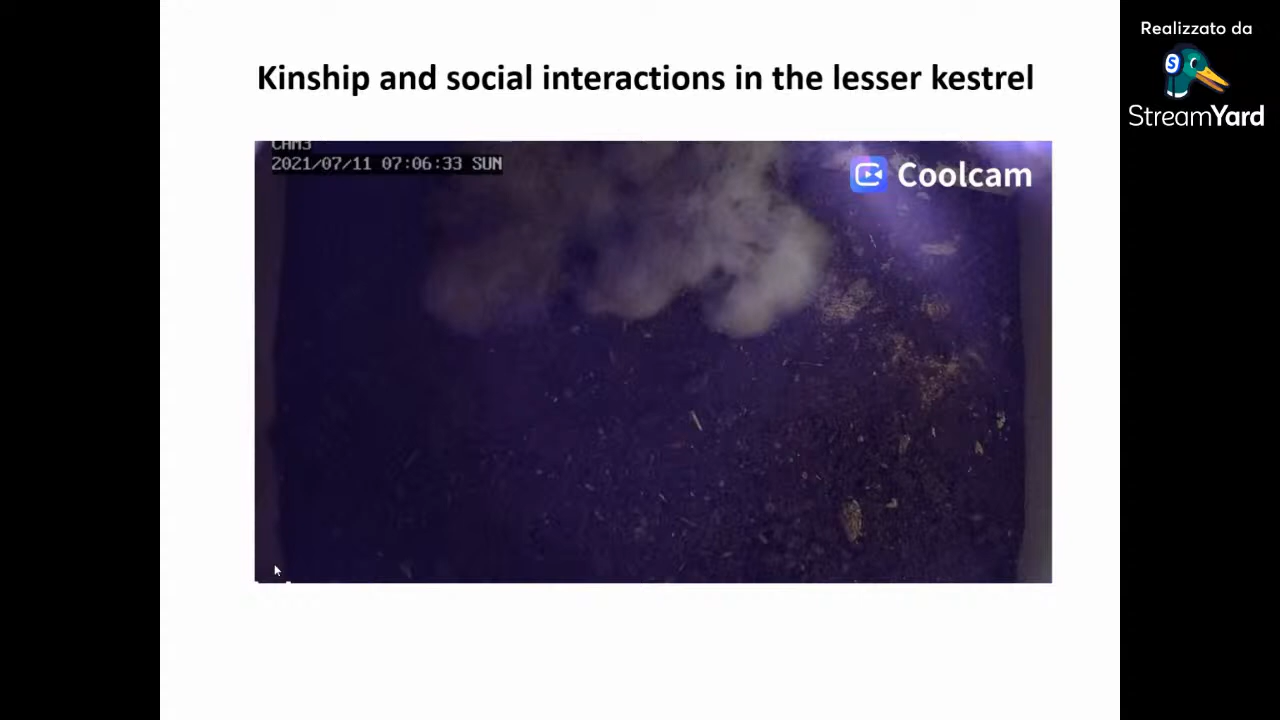 Realizzato da
StreamYard
Kinship and social interactions in the lesser kestrel
CAM3
2021/07/11 07:06:33 SUN
Coolcam